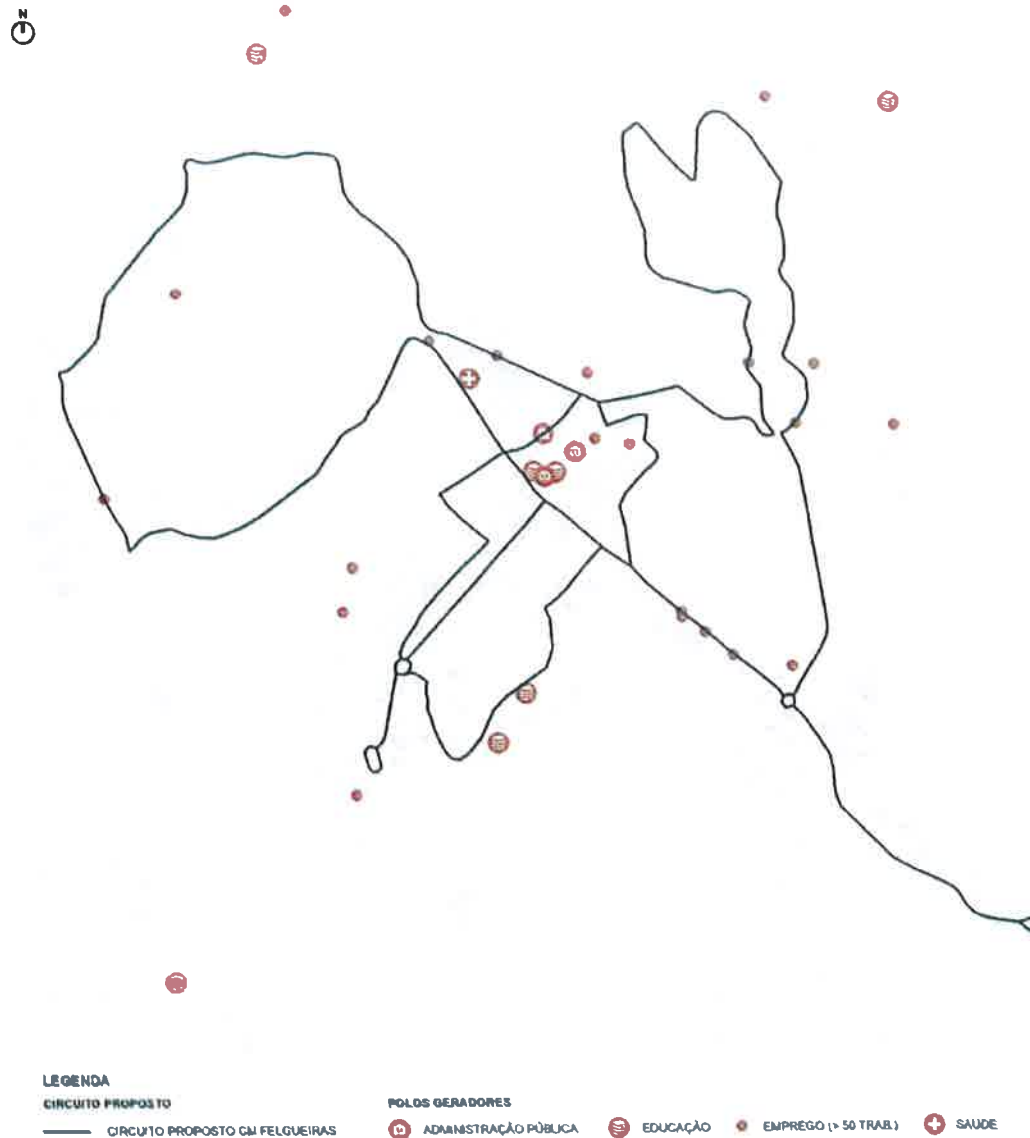 N
LEGENDA
CIRCUITO PROPOSTO
CIRCUITO PROPOSTO CM FELGUEIRAS
POLOS GERADORES
ADMINISTRAÇÃO PÚBLICA
EDUCAÇÃO
EMPREGO (> 50 TRAB.)
SAÚDE